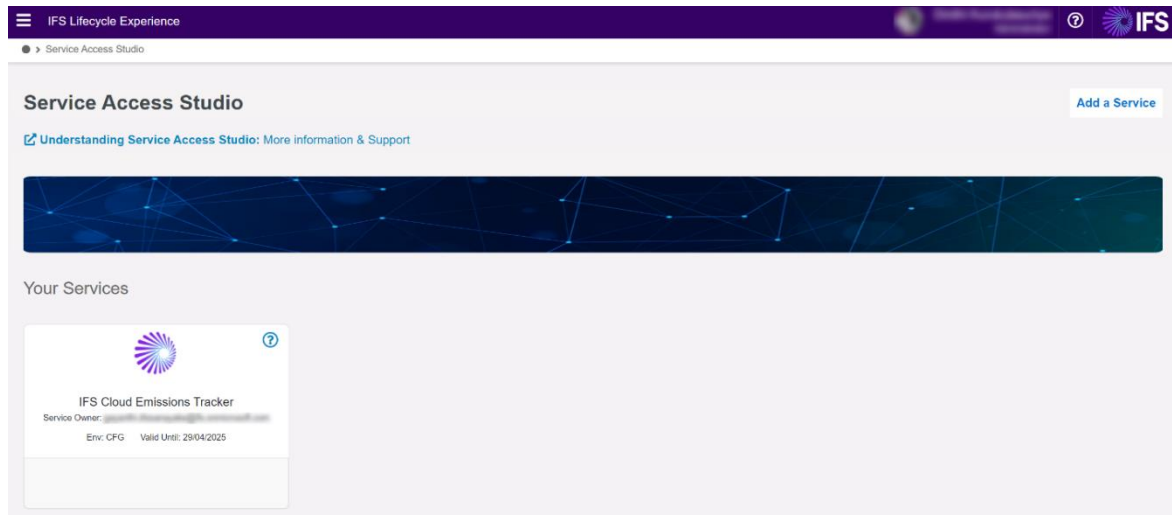 IFS Lifecycle Experience
IFS
> Service Access Studio
Service Access Studio
Add a Service
Understanding Service Access Studio: More information & Support
Your Services
IFS Cloud Emissions Tracker
Service Owner:
Env: CFG Valid Until: 29/04/2025